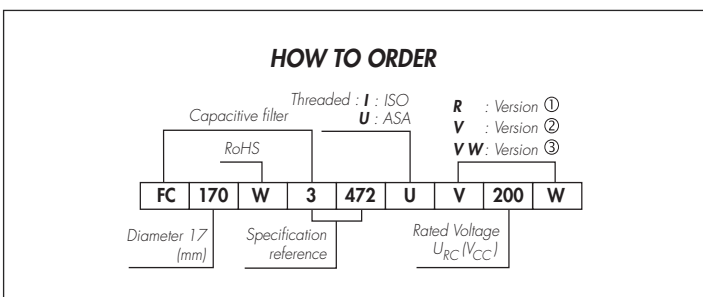 HOW TO ORDER
Capacitive filter
RoHS
Threaded : I : ISO
U : ASA
R : Version ①
V : Version ②
V W : Version ③
FC 170 W 3 472 U V 200 W
Diameter 17
(mm)
Specification
reference
Rated Voltage
URC (VCC)